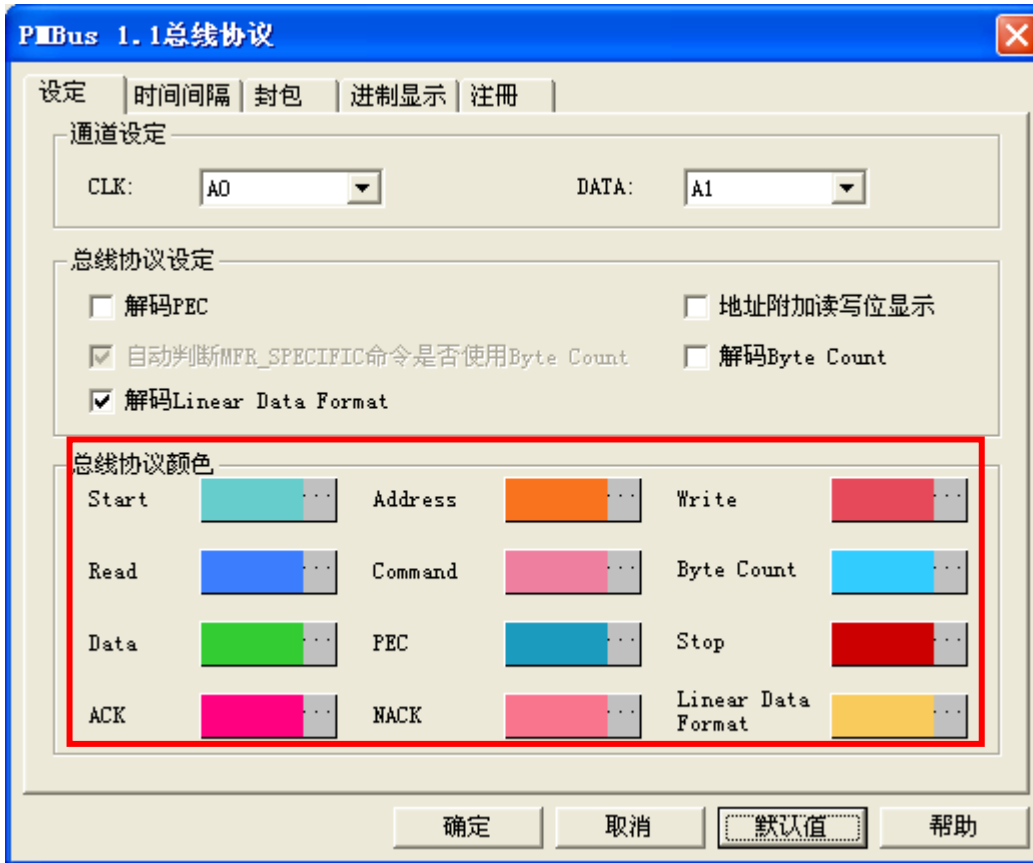 PMBus 1.1总线协议
设定 时间间隔 封包 进制显示 注册
通道设定
CLK: A0 DATA: A1
总线协议设定
解码PEC 地址附加读写位显示
自动判断MFR_SPECIFIC命令是否使用Byte Count 解码Byte Count
解码Linear Data Format
总线协议颜色
Start ... Address ... Write ...
Read ... Command ... Byte Count ...
Data ... PEC ... Stop ...
ACK ... NACK ... Linear Data
Format ...
确定 取消 默认值 帮助